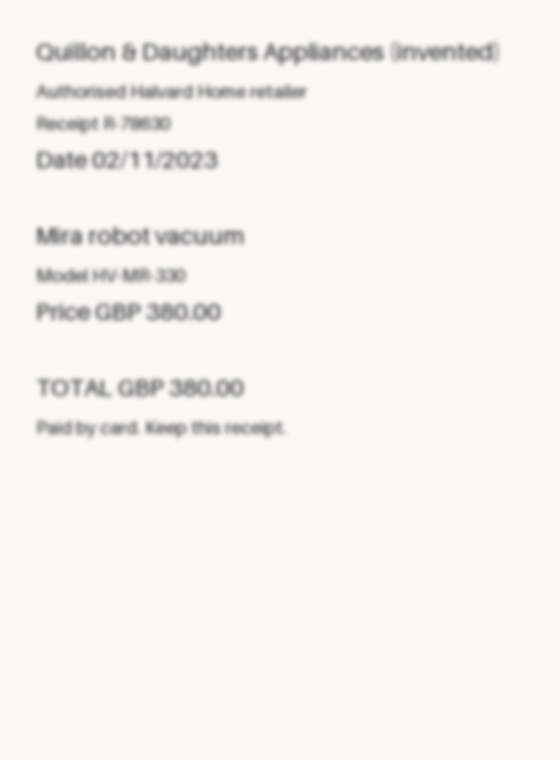 Quillon & Daughters Appliances (invented)
Authorised Halvard Home retailer
Receipt R-78630
Date 02/11/2023
Mira robot vacuum
Model HV-MR-330
Price GBP 380.00
TOTAL GBP 380.00
Paid by card. Keep this receipt.